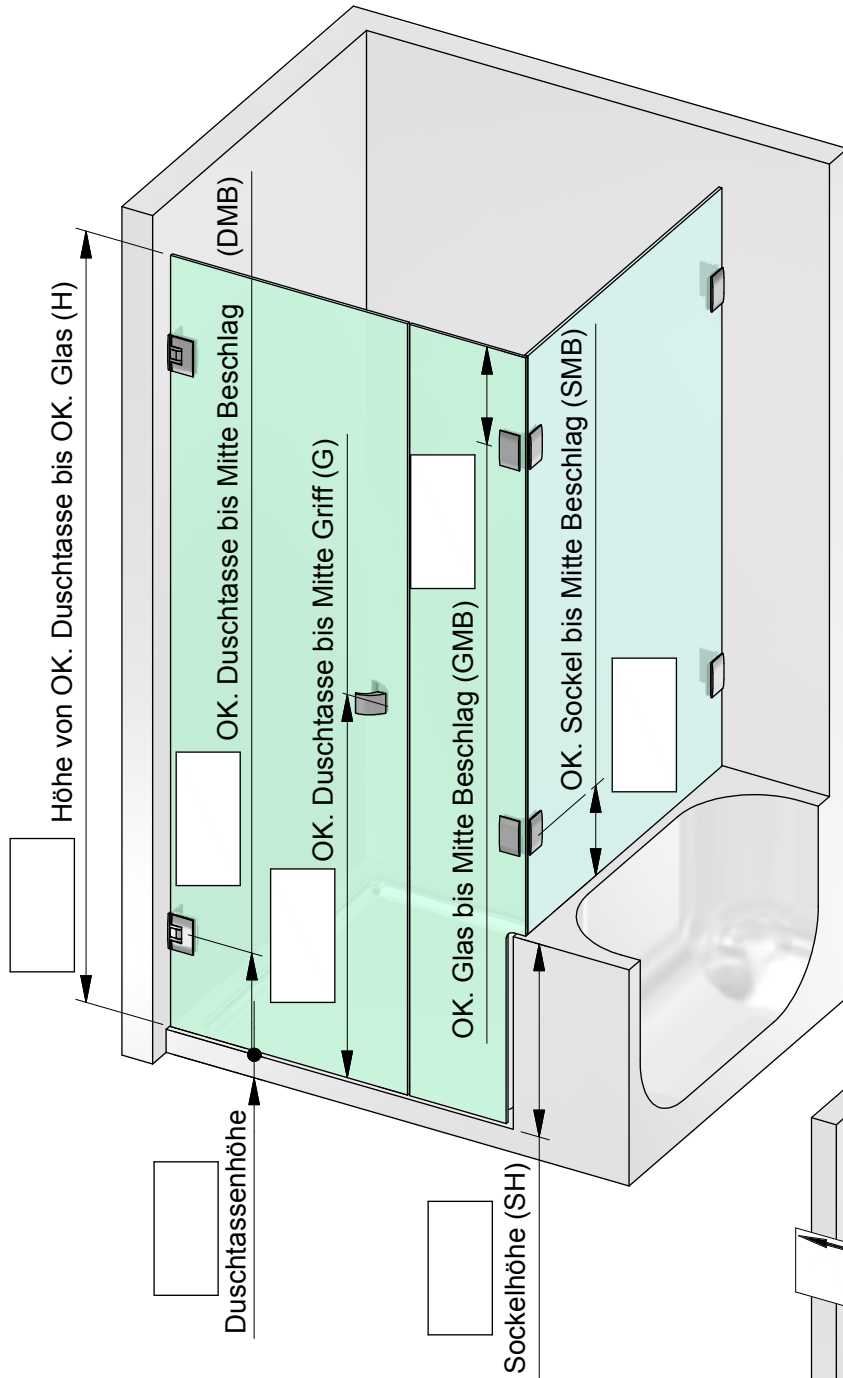 Höhe von OK. Duschtasse bis OK. Glas (H)
OK. Duschtasse bis Mitte Beschlag (DMB)
OK. Duschtasse bis Mitte Griff (G)
OK. Glas bis Mitte Beschlag (GMB)
OK. Sockel bis Mitte Beschlag (SMB)
Duschtassenhöhe
Sockelhöhe (SH)